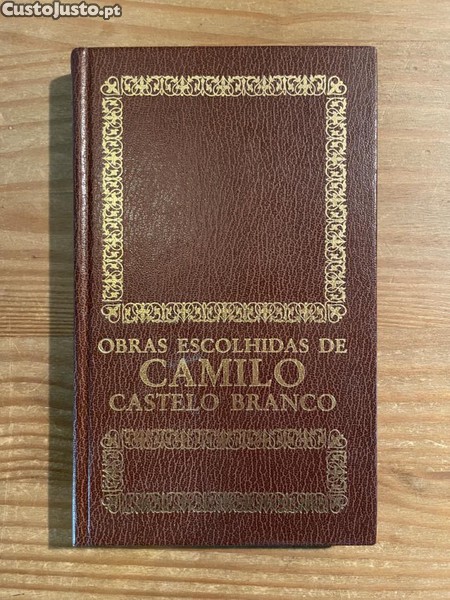 CustoJusto.pt
OBRAS ESCOLHIDAS DE
CAMILO
CASTELO BRANCO